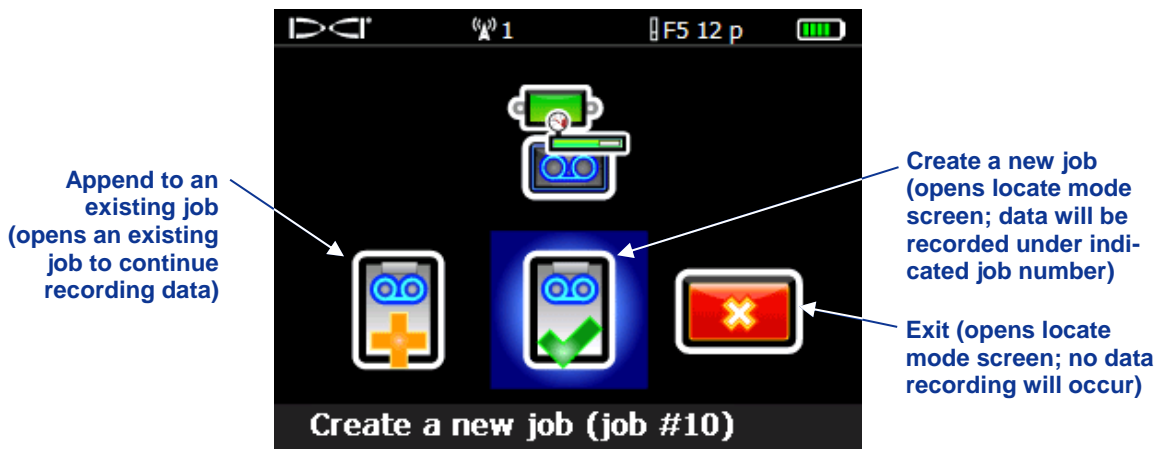 DCI
1
F5 12 p
Append to an
existing job
(opens an existing
job to continue
recording data)
Create a new job
(opens locate mode
screen; data will be
recorded under indi-
cated job number)
Exit (opens locate
mode screen; no data
recording will occur)
Create a new job (job #10)